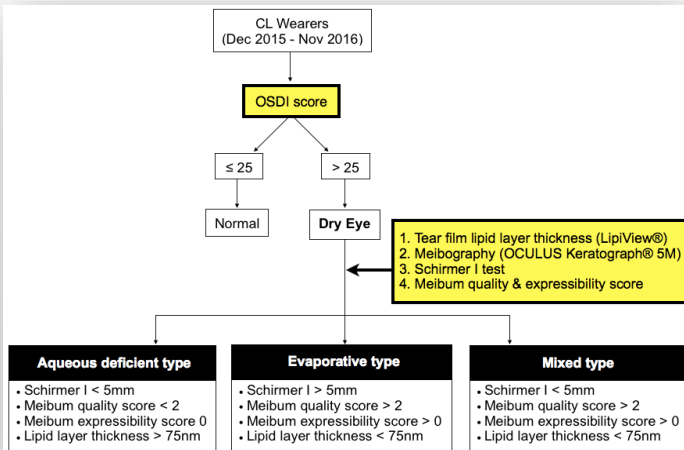 CL Wearers
(Dec 2015 - Nov 2016)
OSDI score
≤ 25
> 25
Normal
Dry Eye
1. Tear film lipid layer thickness (LipiView®)
2. Meibography (OCULUS Keratograph® 5M)
3. Schirmer I test
4. Meibum quality & expressibility score
Aqueous deficient type
• Schirmer I < 5mm
• Meibum quality score < 2
• Meibum expressibility score 0
• Lipid layer thickness > 75nm
Evaporative type
• Schirmer I > 5mm
• Meibum quality score > 2
• Meibum expressibility score > 0
• Lipid layer thickness < 75nm
Mixed type
• Schirmer I < 5mm
• Meibum quality score > 2
• Meibum expressibility score > 0
• Lipid layer thickness < 75nm